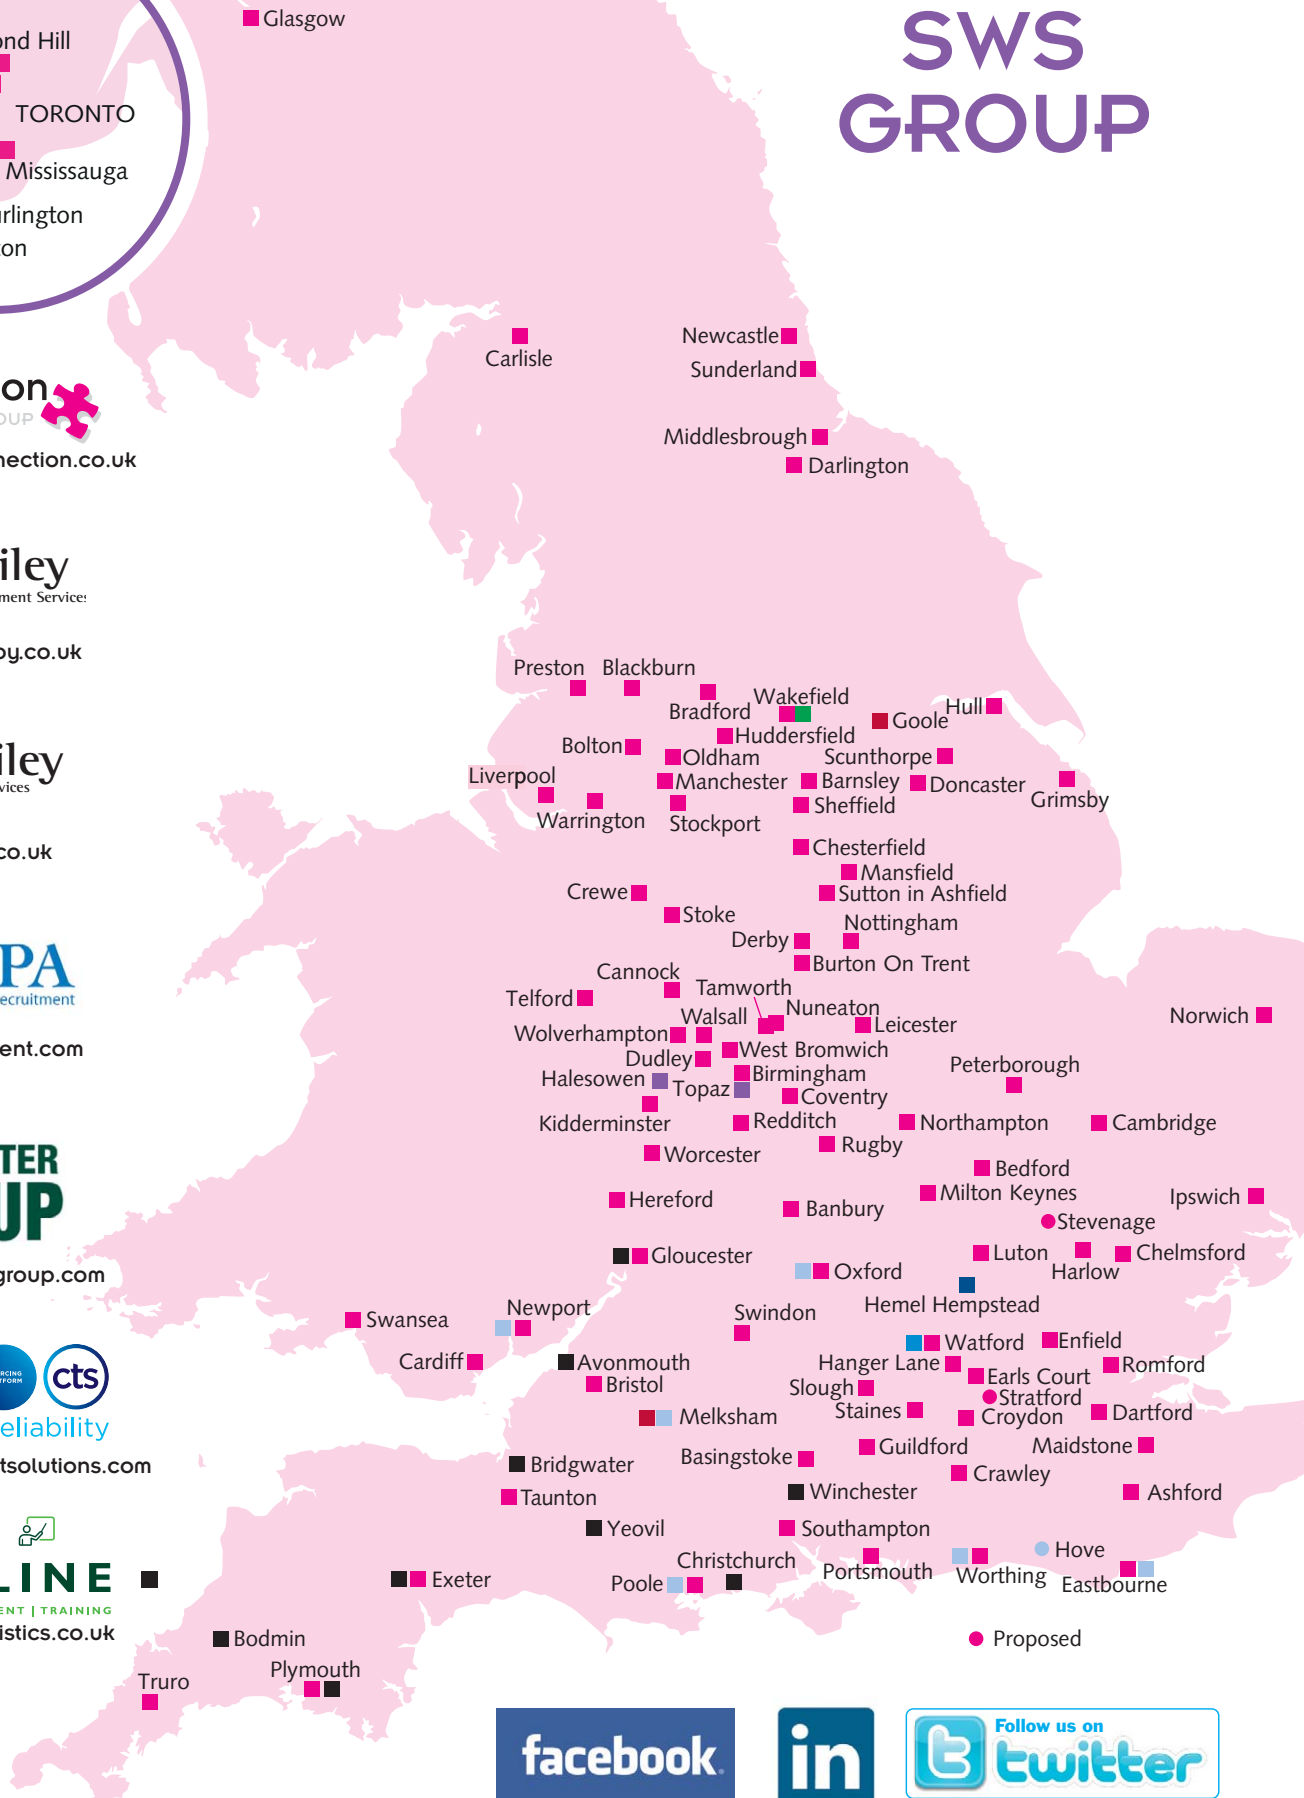 SWS
GROUP
Glasgow
ond Hill
TORONTO
Mississauga
urlington
ton
on
OUP
nection.co.uk
iley
ment Services
by.co.uk
iley
vices
co.uk
PA
ecruitment
ent.com
TER
UP
group.com
cts
eliability
tsolutions.com
LINE
ENT | TRAINING
istics.co.uk
Carlisle
Newcastle
Sunderland
Middlesbrough
Darlington
Preston
Blackburn
Bradford
Wakefield
Goole
Hull
Huddersfield
Bolton
Oldham
Scunthorpe
Liverpool
Manchester
Barnsley
Doncaster
Grimsby
Warrington
Stockport
Sheffield
Chesterfield
Mansfield
Crewe
Sutton in Ashfield
Stoke
Nottingham
Derby
Burton On Trent
Cannock
Tamworth
Telford
Nuneaton
Walsall
Leicester
Norwich
Wolverhampton
West Bromwich
Dudley
Peterborough
Halesowen
Topaz
Birmingham
Coventry
Kidderminster
Redditch
Northampton
Cambridge
Rugby
Worcester
Bedford
Hereford
Milton Keynes
Ipswich
Banbury
Stevenage
Gloucester
Luton
Harlow
Chelmsford
Oxford
Hemel Hempstead
Swansea
Newport
Swindon
Watford
Enfield
Cardiff
Avonmouth
Hanger Lane
Romford
Bristol
Slough
Earls Court
Stratford
Melksham
Staines
Croydon
Dartford
Basingstoke
Guildford
Maidstone
Bridgwater
Crawley
Taunton
Winchester
Ashford
Yeovil
Southampton
Hove
Christchurch
Portsmouth
Worthing
Eastbourne
Exeter
Poole
Bodmin
Proposed
Plymouth
Truro
facebook
in
Follow us on
twitter